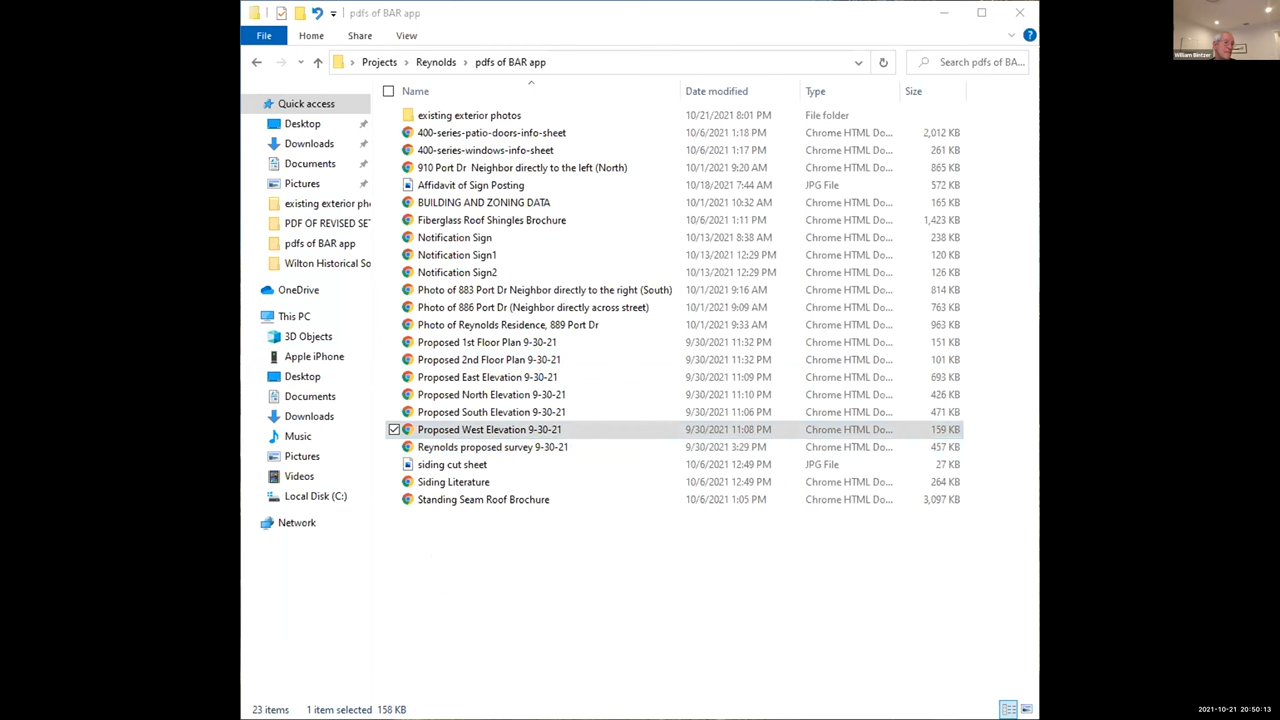 pdfs of BAR app
File Home Share View
Projects Reynolds pdfs of BAR app Search pdfs of BA...
Name Date modified Type Size
Quick access
Desktop
Downloads
Documents
Pictures
existing exterior pho
PDF OF REVISED SET
pdfs of BAR app
Wilton Historical So
OneDrive
This PC
3D Objects
Apple iPhone
Desktop
Documents
Downloads
Music
Pictures
Videos
Local Disk (C:)
Network
existing exterior photos 10/21/2021 8:01 PM File folder
400-series-patio-doors-info-sheet 10/6/2021 1:18 PM Chrome HTML Do... 2,012 KB
400-series-windows-info-sheet 10/6/2021 1:17 PM Chrome HTML Do... 261 KB
910 Port Dr Neighbor directly to the left (North) 10/1/2021 9:20 AM Chrome HTML Do... 865 KB
Affidavit of Sign Posting 10/18/2021 7:44 AM JPG File 572 KB
BUILDING AND ZONING DATA 10/1/2021 10:32 AM Chrome HTML Do... 165 KB
Fiberglass Roof Shingles Brochure 10/6/2021 1:11 PM Chrome HTML Do... 1,423 KB
Notification Sign 10/13/2021 8:38 AM Chrome HTML Do... 238 KB
Notification Sign1 10/13/2021 12:29 PM Chrome HTML Do... 120 KB
Notification Sign2 10/13/2021 12:29 PM Chrome HTML Do... 126 KB
Photo of 883 Port Dr Neighbor directly to the right (South) 10/1/2021 9:16 AM Chrome HTML Do... 814 KB
Photo of 886 Port Dr (Neighbor directly across street) 10/1/2021 9:09 AM Chrome HTML Do... 763 KB
Photo of Reynolds Residence, 889 Port Dr 10/1/2021 9:33 AM Chrome HTML Do... 963 KB
Proposed 1st Floor Plan 9-30-21 9/30/2021 11:32 PM Chrome HTML Do... 151 KB
Proposed 2nd Floor Plan 9-30-21 9/30/2021 11:32 PM Chrome HTML Do... 101 KB
Proposed East Elevation 9-30-21 9/30/2021 11:09 PM Chrome HTML Do... 693 KB
Proposed North Elevation 9-30-21 9/30/2021 11:10 PM Chrome HTML Do... 426 KB
Proposed South Elevation 9-30-21 9/30/2021 11:06 PM Chrome HTML Do... 471 KB
Proposed West Elevation 9-30-21 9/30/2021 11:08 PM Chrome HTML Do... 159 KB
Reynolds proposed survey 9-30-21 9/30/2021 3:29 PM Chrome HTML Do... 457 KB
siding cut sheet 10/6/2021 12:49 PM JPG File 27 KB
Siding Literature 10/6/2021 12:49 PM Chrome HTML Do... 264 KB
Standing Seam Roof Brochure 10/6/2021 1:05 PM Chrome HTML Do... 3,097 KB
23 items 1 item selected 158 KB
William Bintzer
2021-10-21 20:50:13